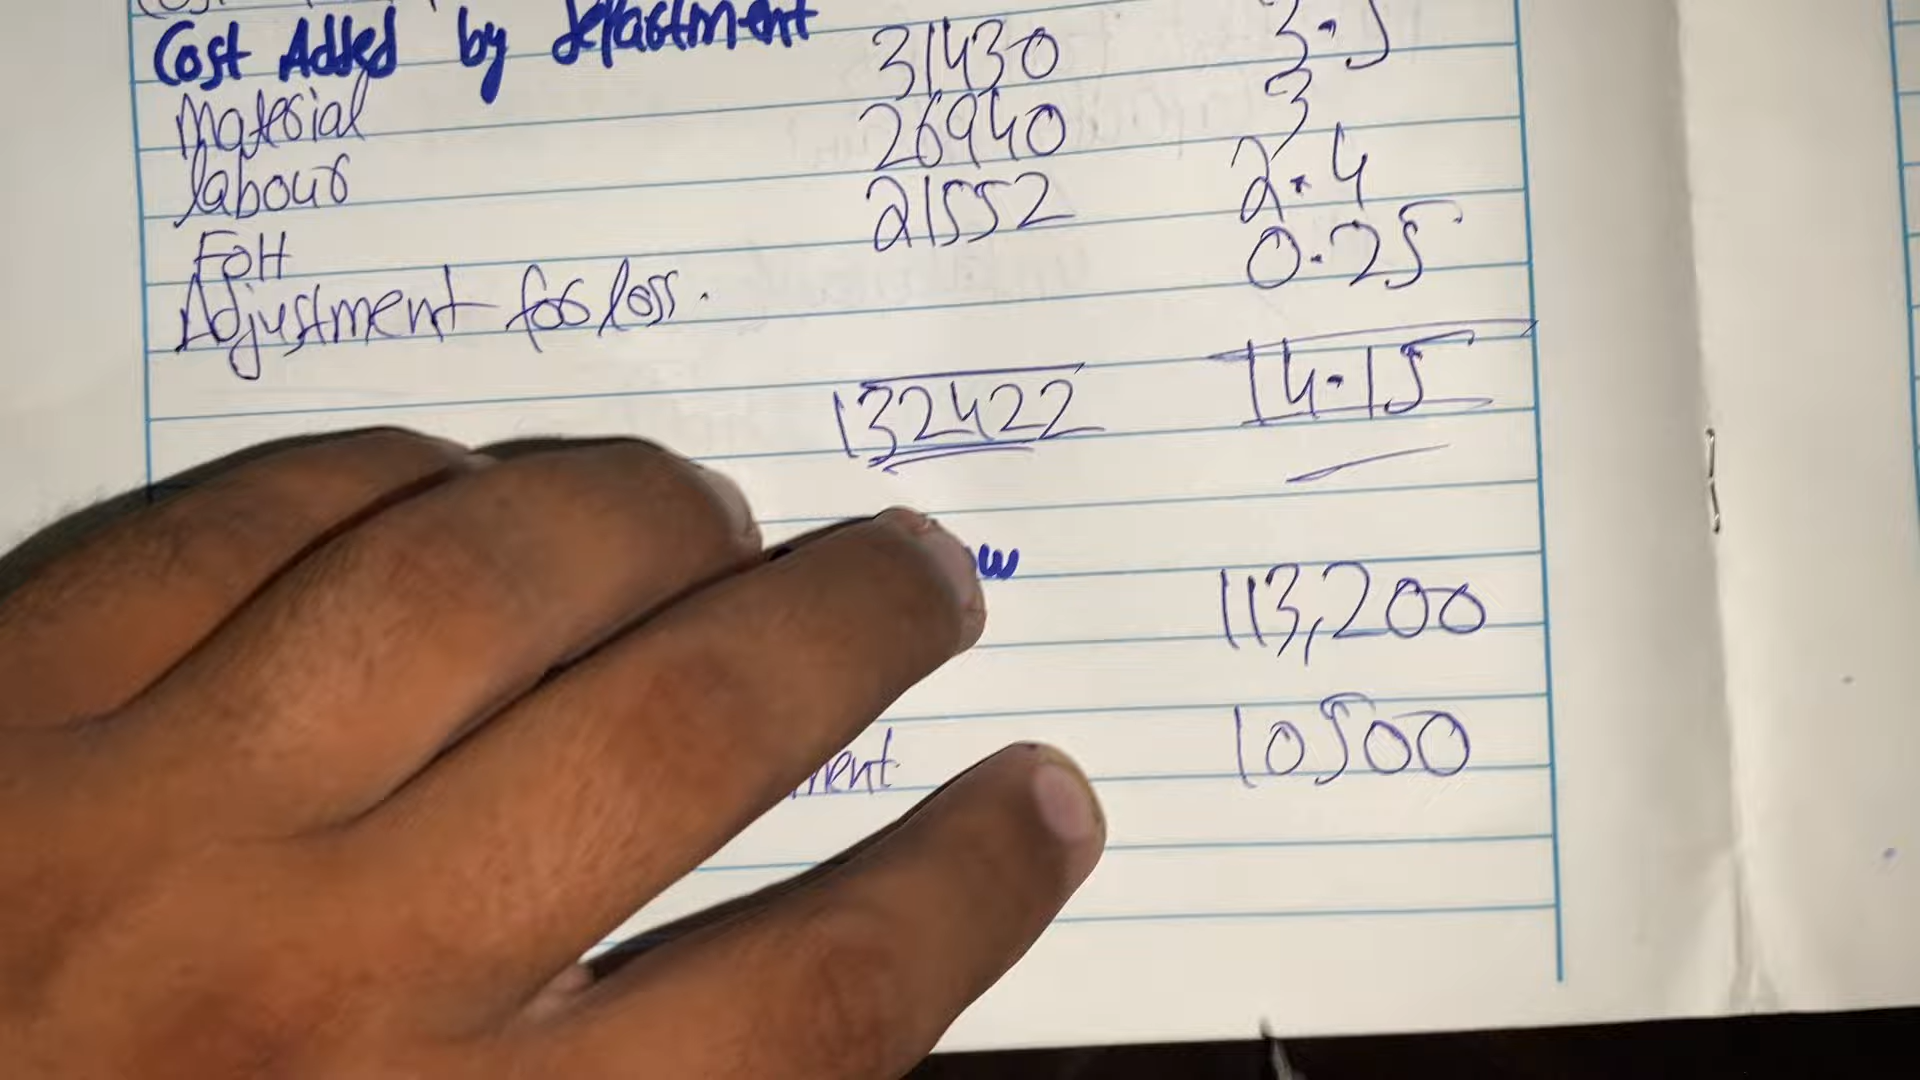 Cost Added by department
Material 31430 3.5
labour 26940 3
FOH 21552 2.4
Adjustment for loss. 0.25
132422 14.15
113,200
10500